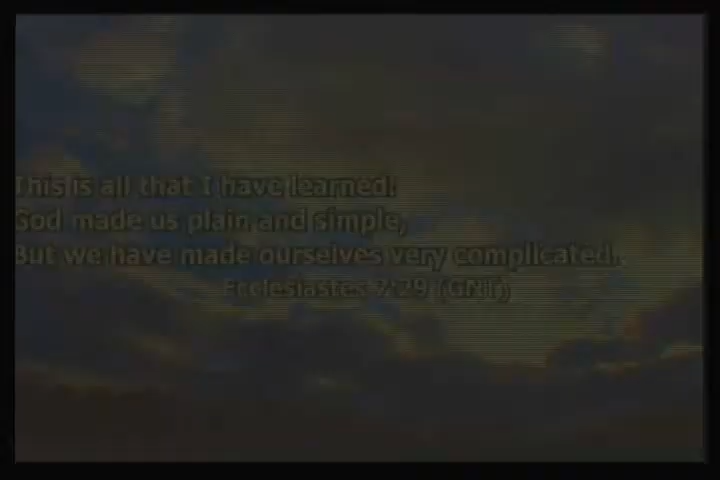 This is all that I have learned:
God made us plain and simple,
But we have made ourselves very complicated.
Ecclesiastes 7:29 (GNT)